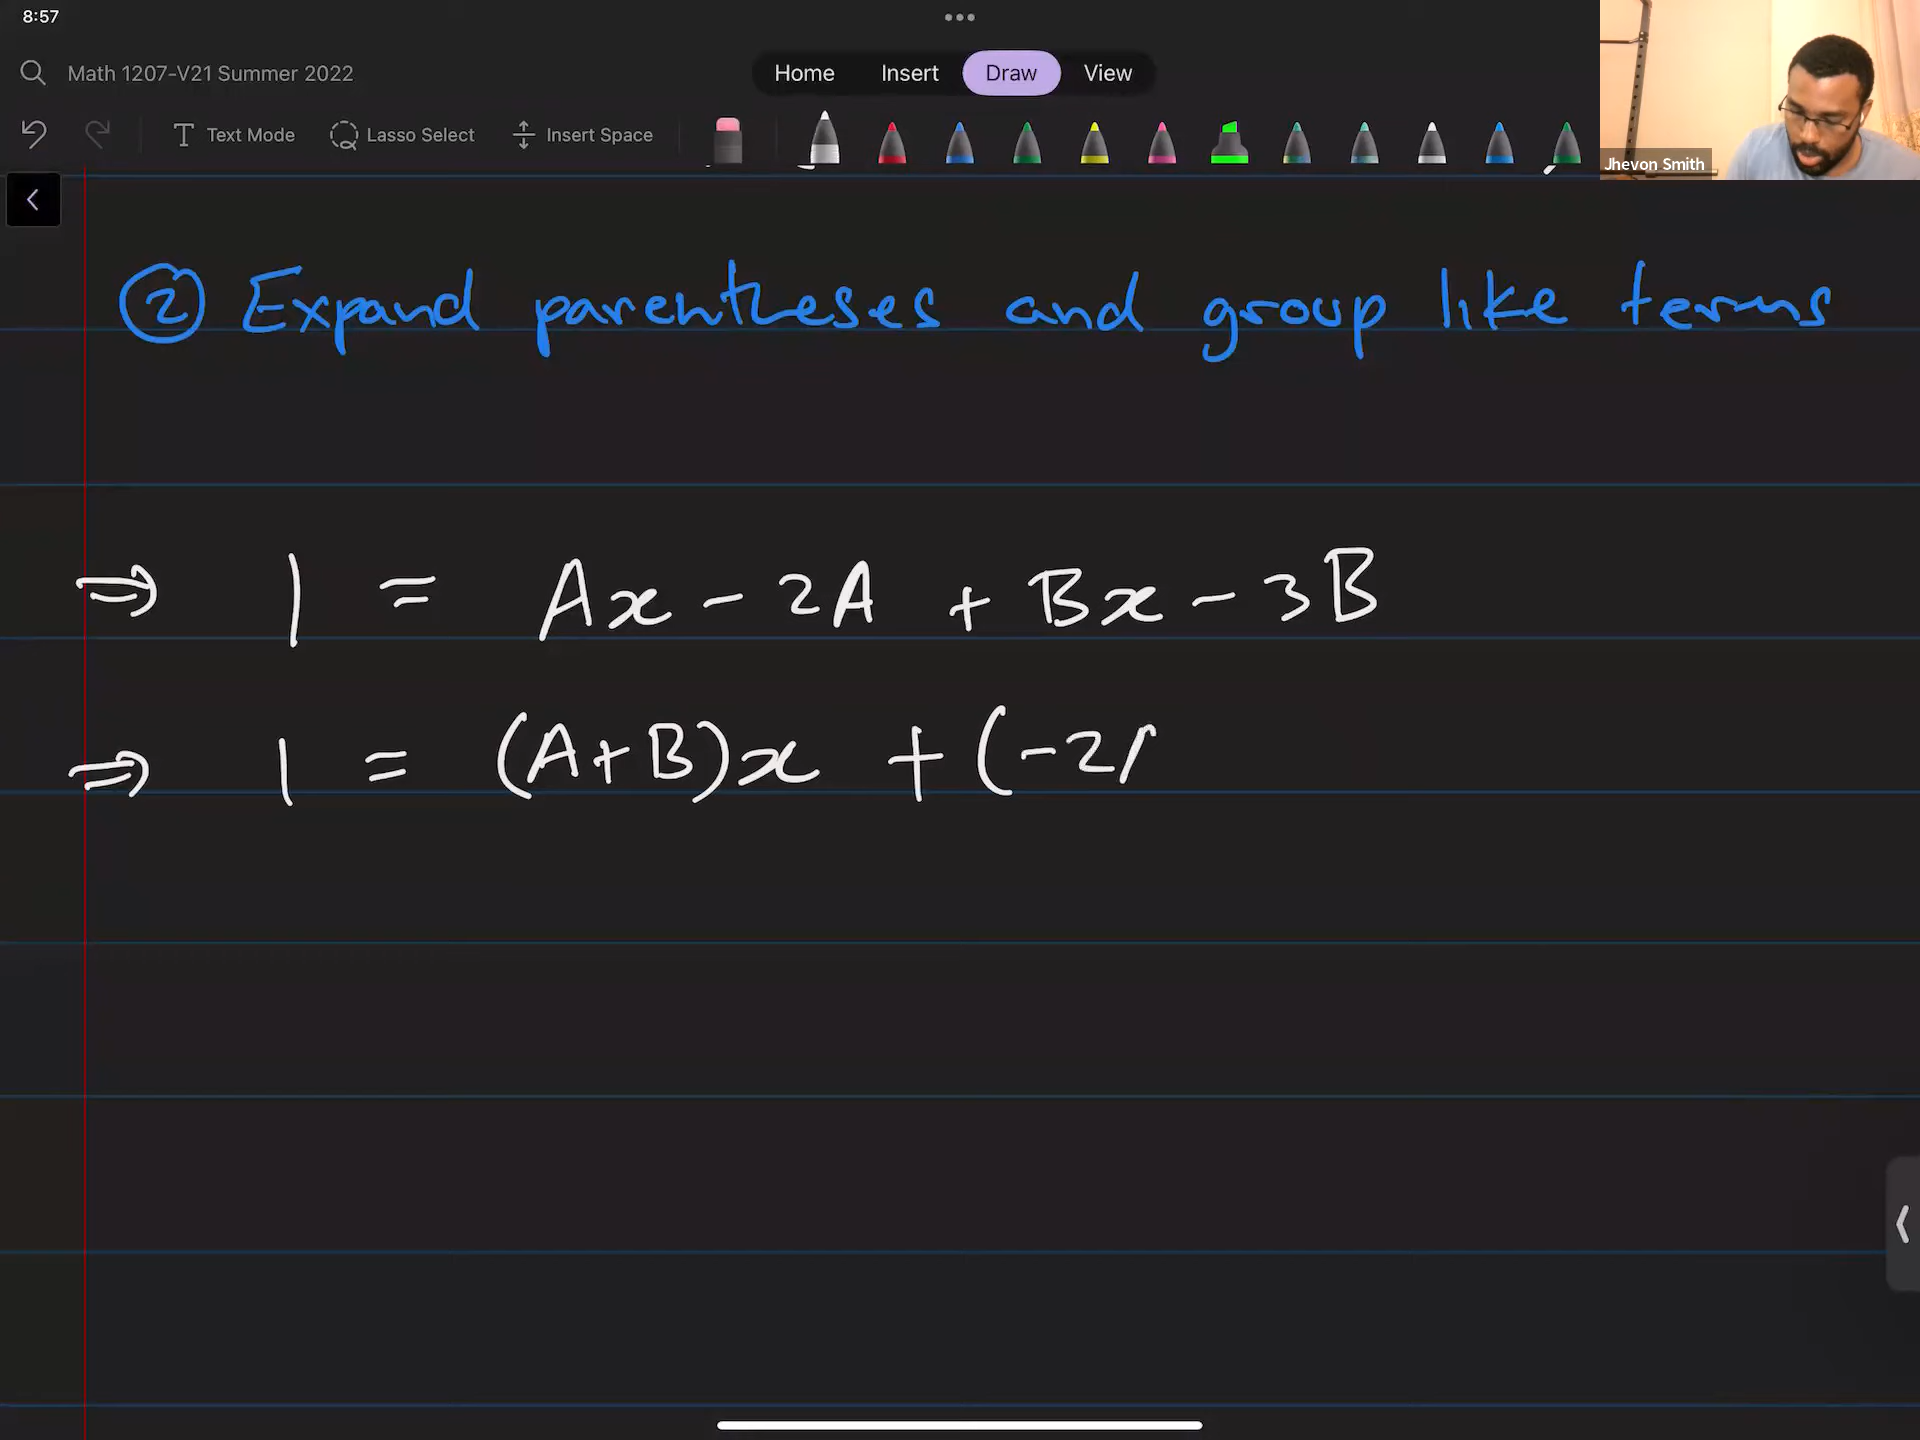 8:57
Math 1207-V21 Summer 2022
Home Insert Draw View
Text Mode Lasso Select Insert Space
Jhevon Smith
② Expand parentheses and group like terms
⇒ 1 = Ax - 2A + Bx - 3B
⇒ 1 = (A+B)x + (-2